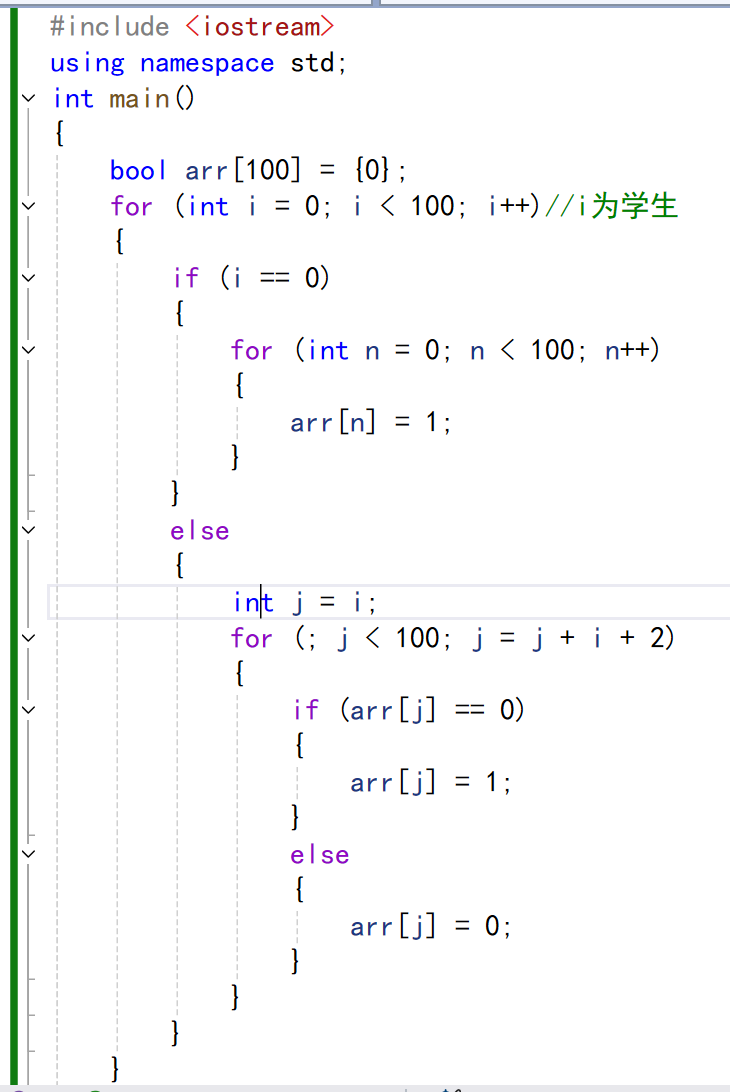 #include <iostream>
using namespace std;
int main()
{
bool arr[100] = {0};
for (int i = 0; i < 100; i++)//i为学生
{
if (i == 0)
{
for (int n = 0; n < 100; n++)
{
arr[n] = 1;
}
}
else
{
int j = i;
for (; j < 100; j = j + i + 2)
{
if (arr[j] == 0)
{
arr[j] = 1;
}
else
{
arr[j] = 0;
}
}
}
}